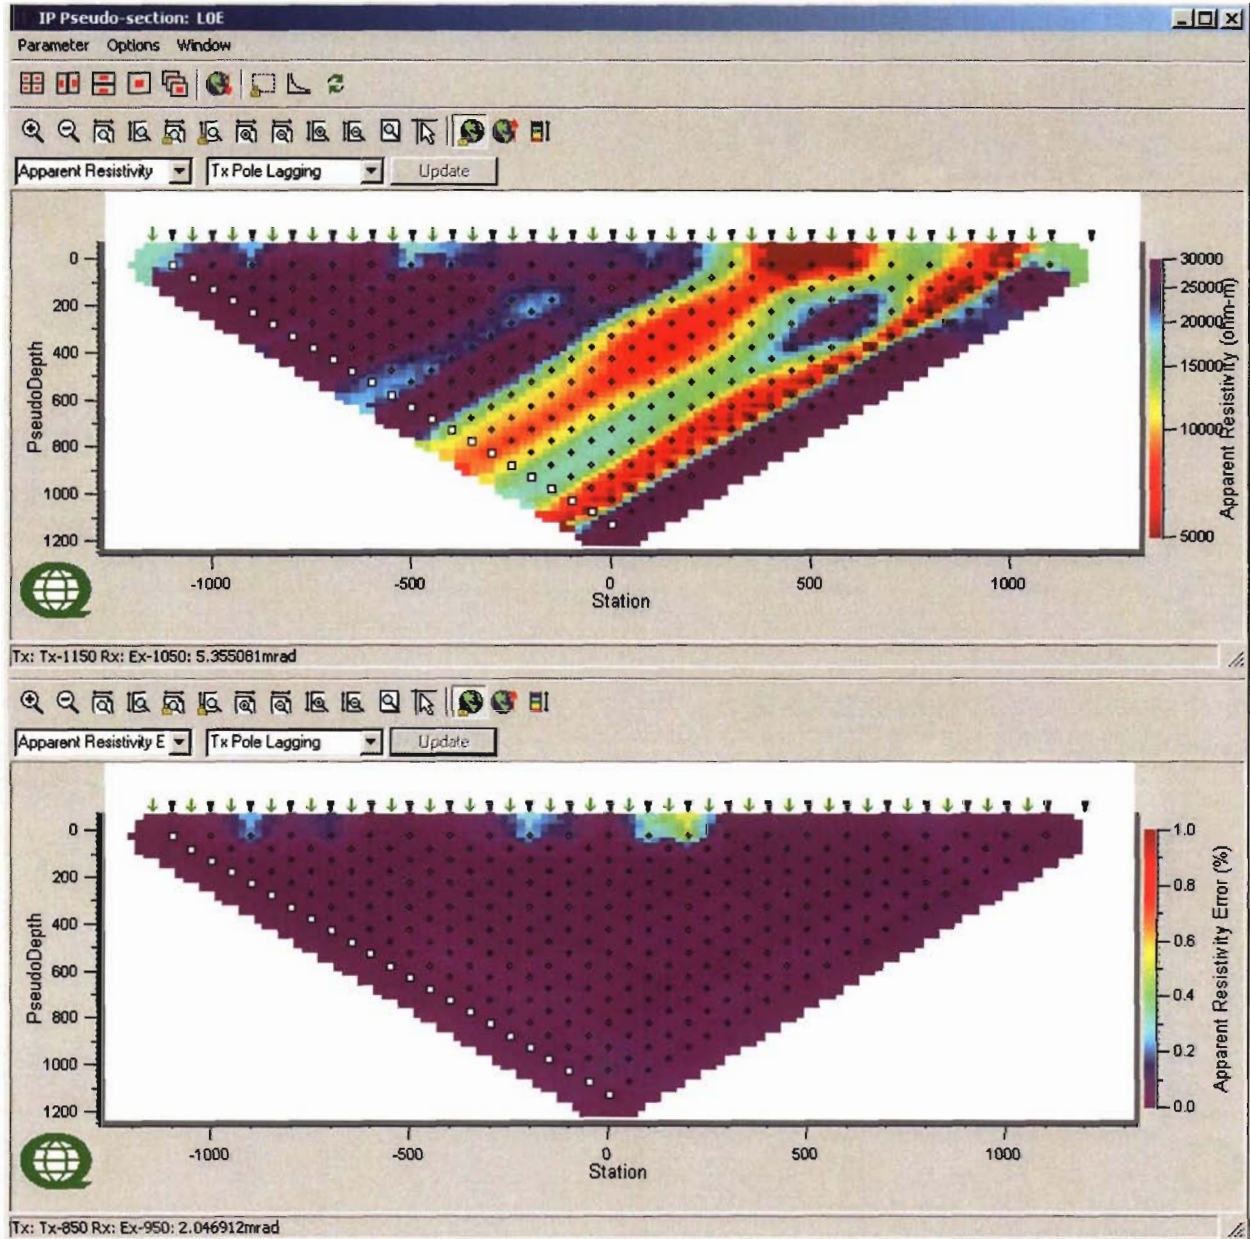 IP Pseudo-section: L0E
Parameter Options Window
Apparent Resistivity Tx Pole Lagging Update
0
200
400
600
800
1000
1200
PseudoDepth
-1000 -500 0 500 1000
Station
30000
25000
20000
15000
10000
5000
Apparent Resistivity (ohm-m)
Tx: Tx-1150 Rx: Ex-1050: 5.355081mrad
Apparent Resistivity E Tx Pole Lagging Update
0
200
400
600
800
1000
1200
PseudoDepth
-1000 -500 0 500 1000
Station
1.0
0.8
0.6
0.4
0.2
0.0
Apparent Resistivity Error (%)
Tx: Tx-850 Rx: Ex-950: 2.046912mrad